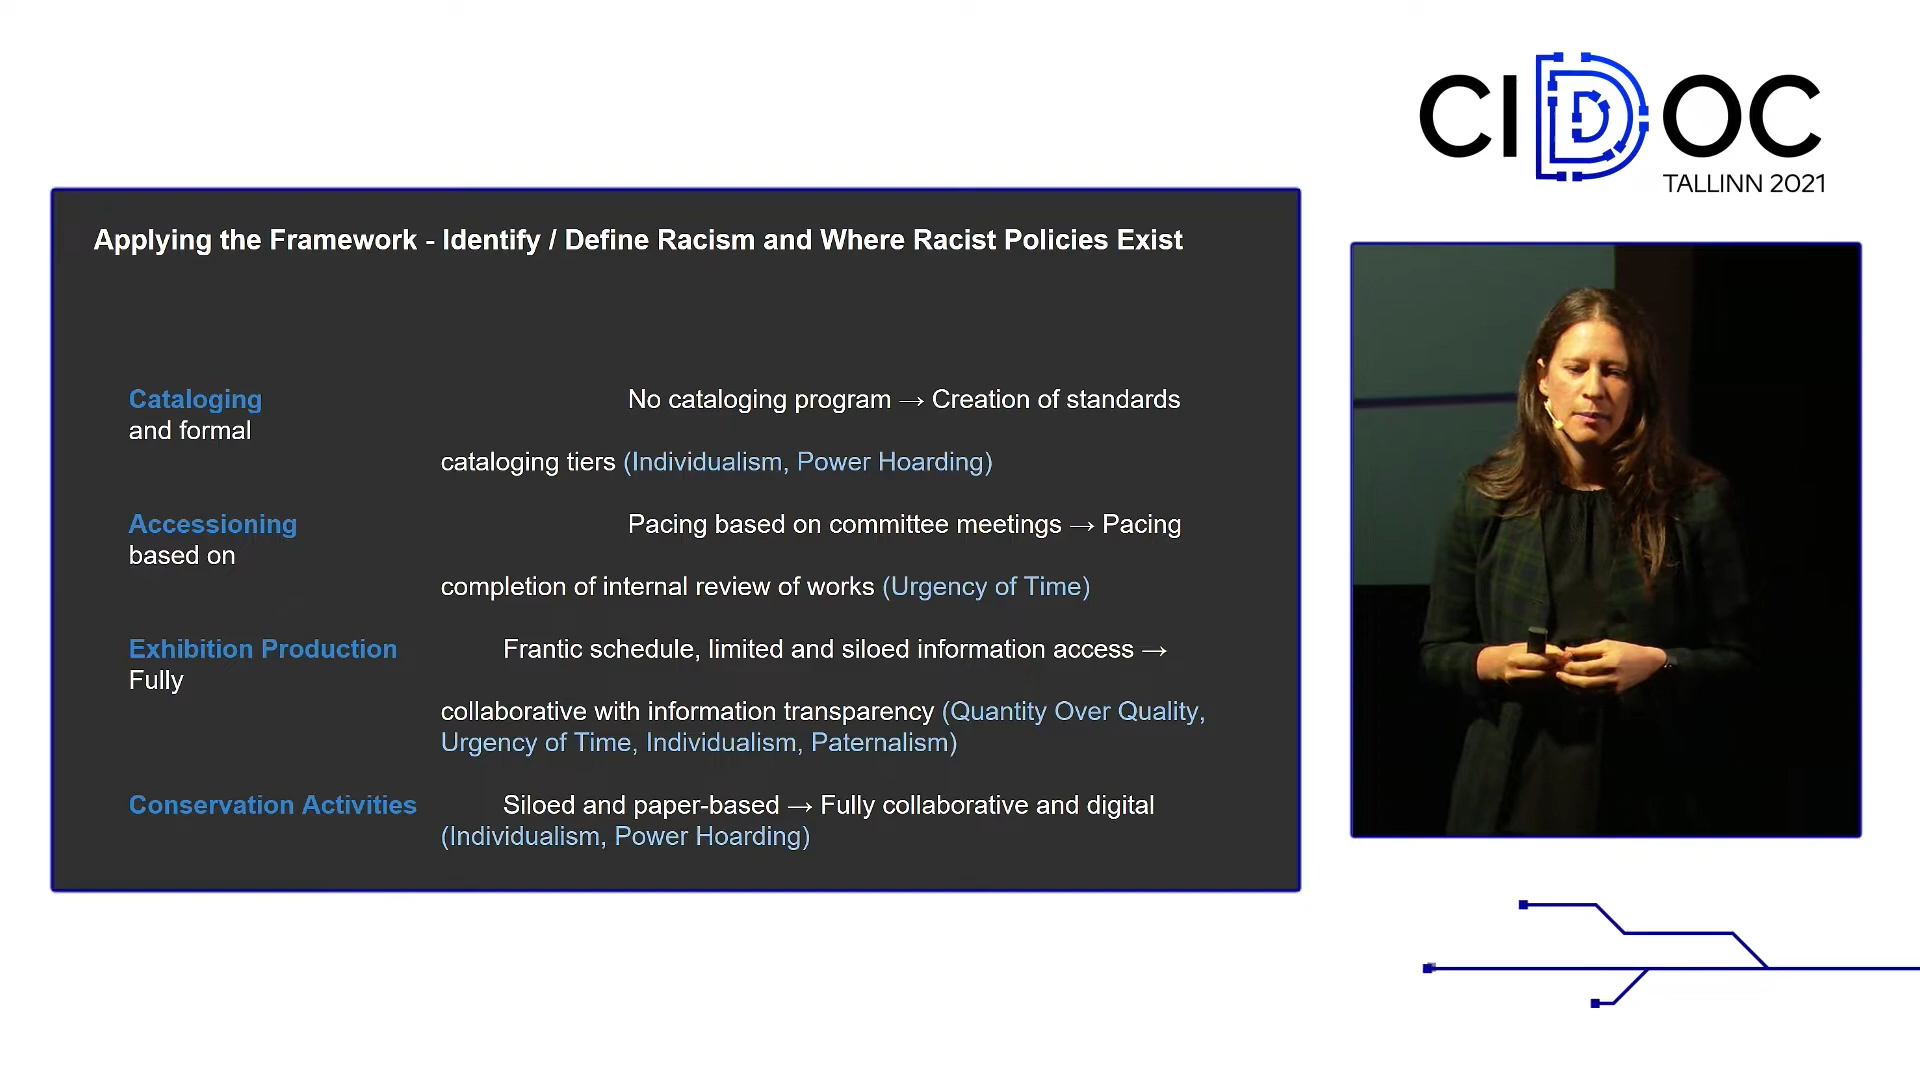 CIDOC
TALLINN 2021
Applying the Framework - Identify / Define Racism and Where Racist Policies Exist
Cataloging No cataloging program → Creation of standards
and formal
cataloging tiers (Individualism, Power Hoarding)
Accessioning Pacing based on committee meetings → Pacing
based on
completion of internal review of works (Urgency of Time)
Exhibition Production Frantic schedule, limited and siloed information access →
Fully
collaborative with information transparency (Quantity Over Quality,
Urgency of Time, Individualism, Paternalism)
Conservation Activities Siloed and paper-based → Fully collaborative and digital
(Individualism, Power Hoarding)